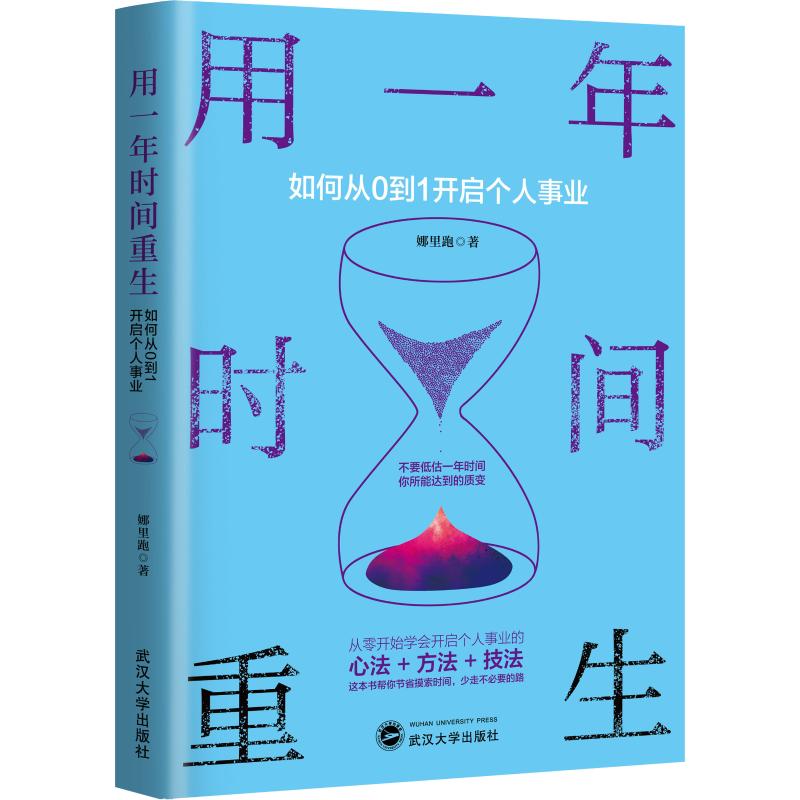 用一年时间重生
如何从0到1
开启个人事业
娜里跑◎著
武汉大学出版社
用一年
如何从0到1开启个人事业
娜里跑◎著
时间
不要低估一年时间
你所能达到的质变
从零开始学会开启个人事业的
心法+方法+技法
这本书帮你节省摸索时间，少走不必要的路
重生
WUHAN UNIVERSITY PRESS
武汉大学出版社